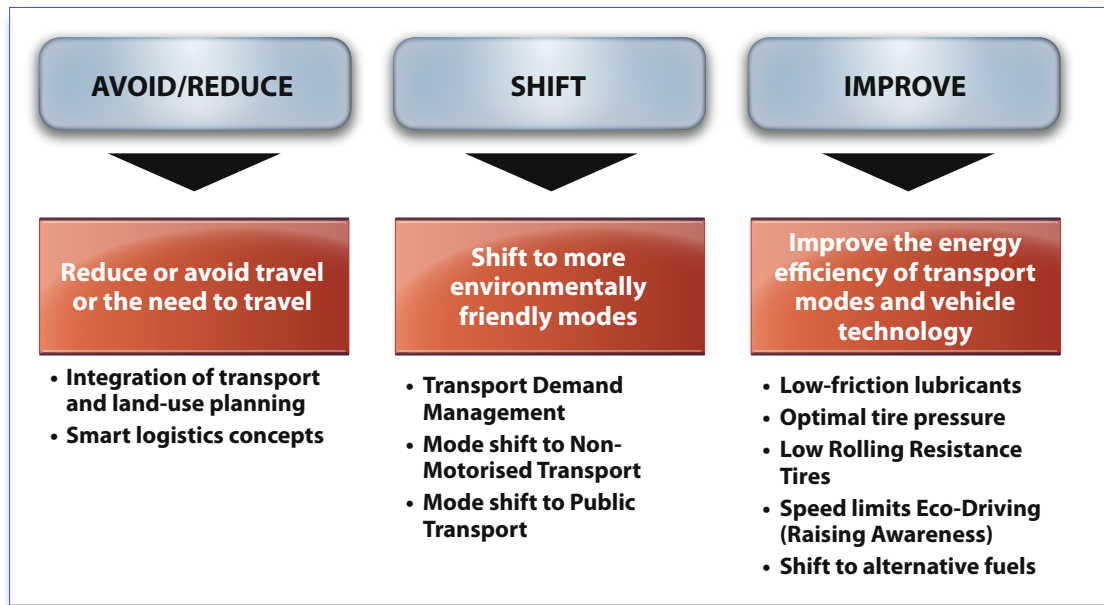 AVOID/REDUCE
Reduce or avoid travel
or the need to travel
• Integration of transport
and land-use planning
• Smart logistics concepts
SHIFT
Shift to more
environmentally
friendly modes
• Transport Demand
Management
• Mode shift to Non-
Motorised Transport
• Mode shift to Public
Transport
IMPROVE
Improve the energy
efficiency of transport
modes and vehicle
technology
• Low-friction lubricants
• Optimal tire pressure
• Low Rolling Resistance
Tires
• Speed limits Eco-Driving
(Raising Awareness)
• Shift to alternative fuels